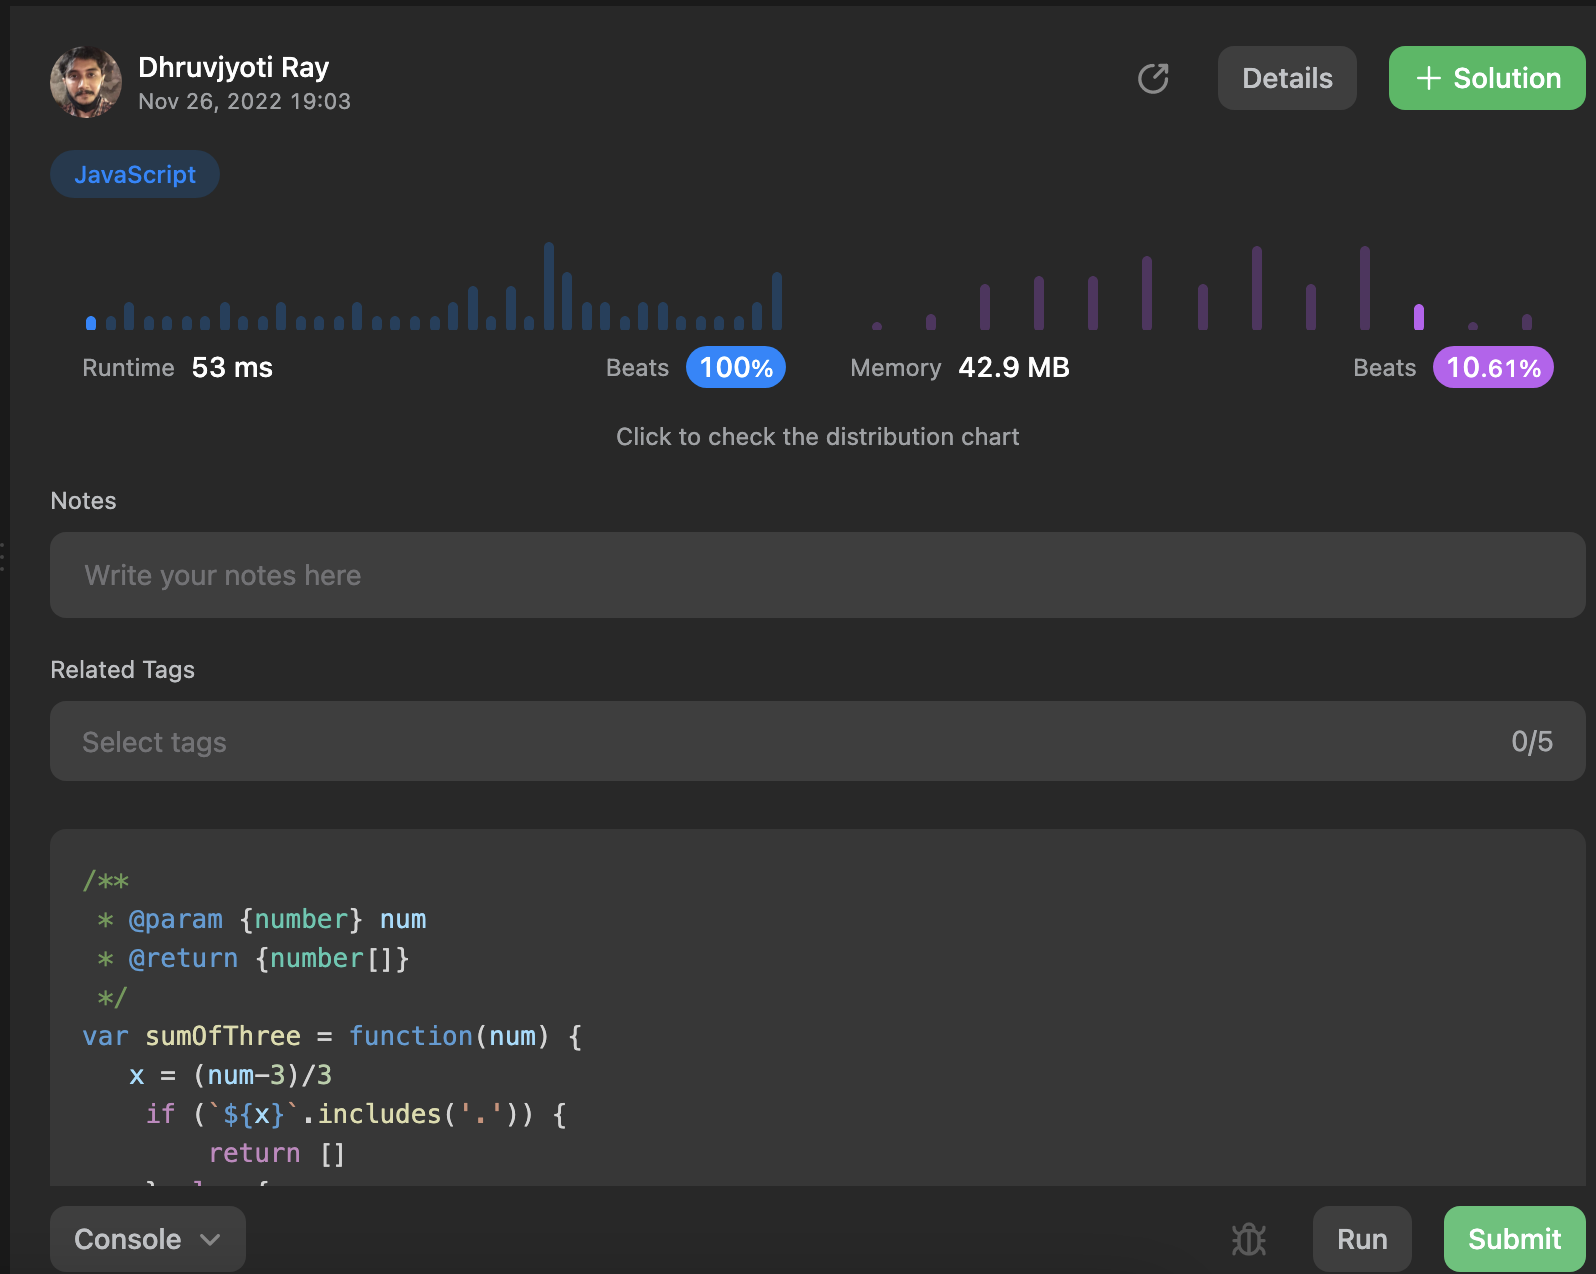 Dhruvjyoti Ray
Nov 26, 2022 19:03
Details
+ Solution
JavaScript
Runtime 53 ms
Beats 100%
Memory 42.9 MB
Beats 10.61%
Click to check the distribution chart
Notes
Write your notes here
Related Tags
Select tags
0/5
/**
 * @param {number} num
 * @return {number[]}
 */
var sumOfThree = function(num) {
   x = (num-3)/3
    if (`${x}`.includes('.')) {
        return []
Console
Run
Submit